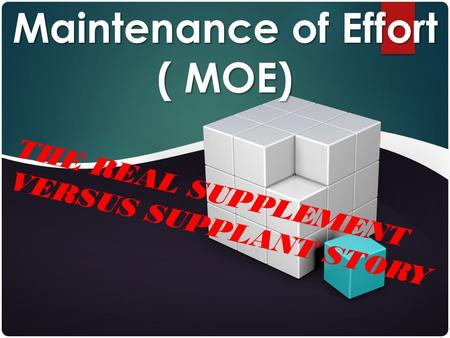 Maintenance of Effort
( MOE)
THE REAL SUPPLEMENT
VERSUS SUPPLANT STORY